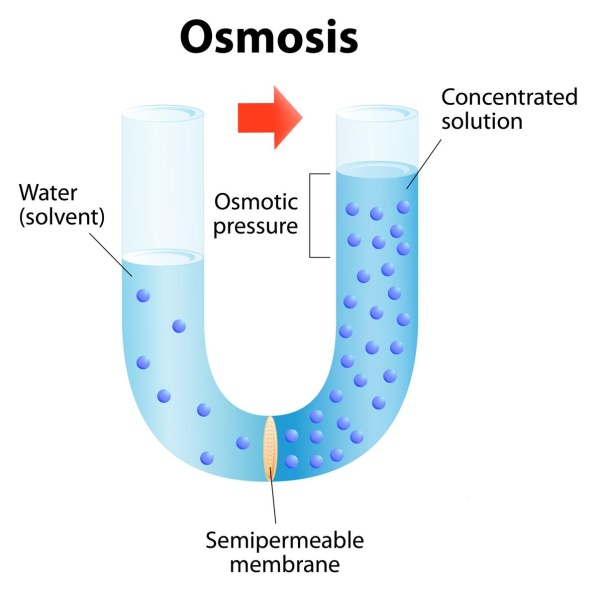 Osmosis
Concentrated
solution
Water
(solvent)
Osmotic
pressure
Semipermeable
membrane